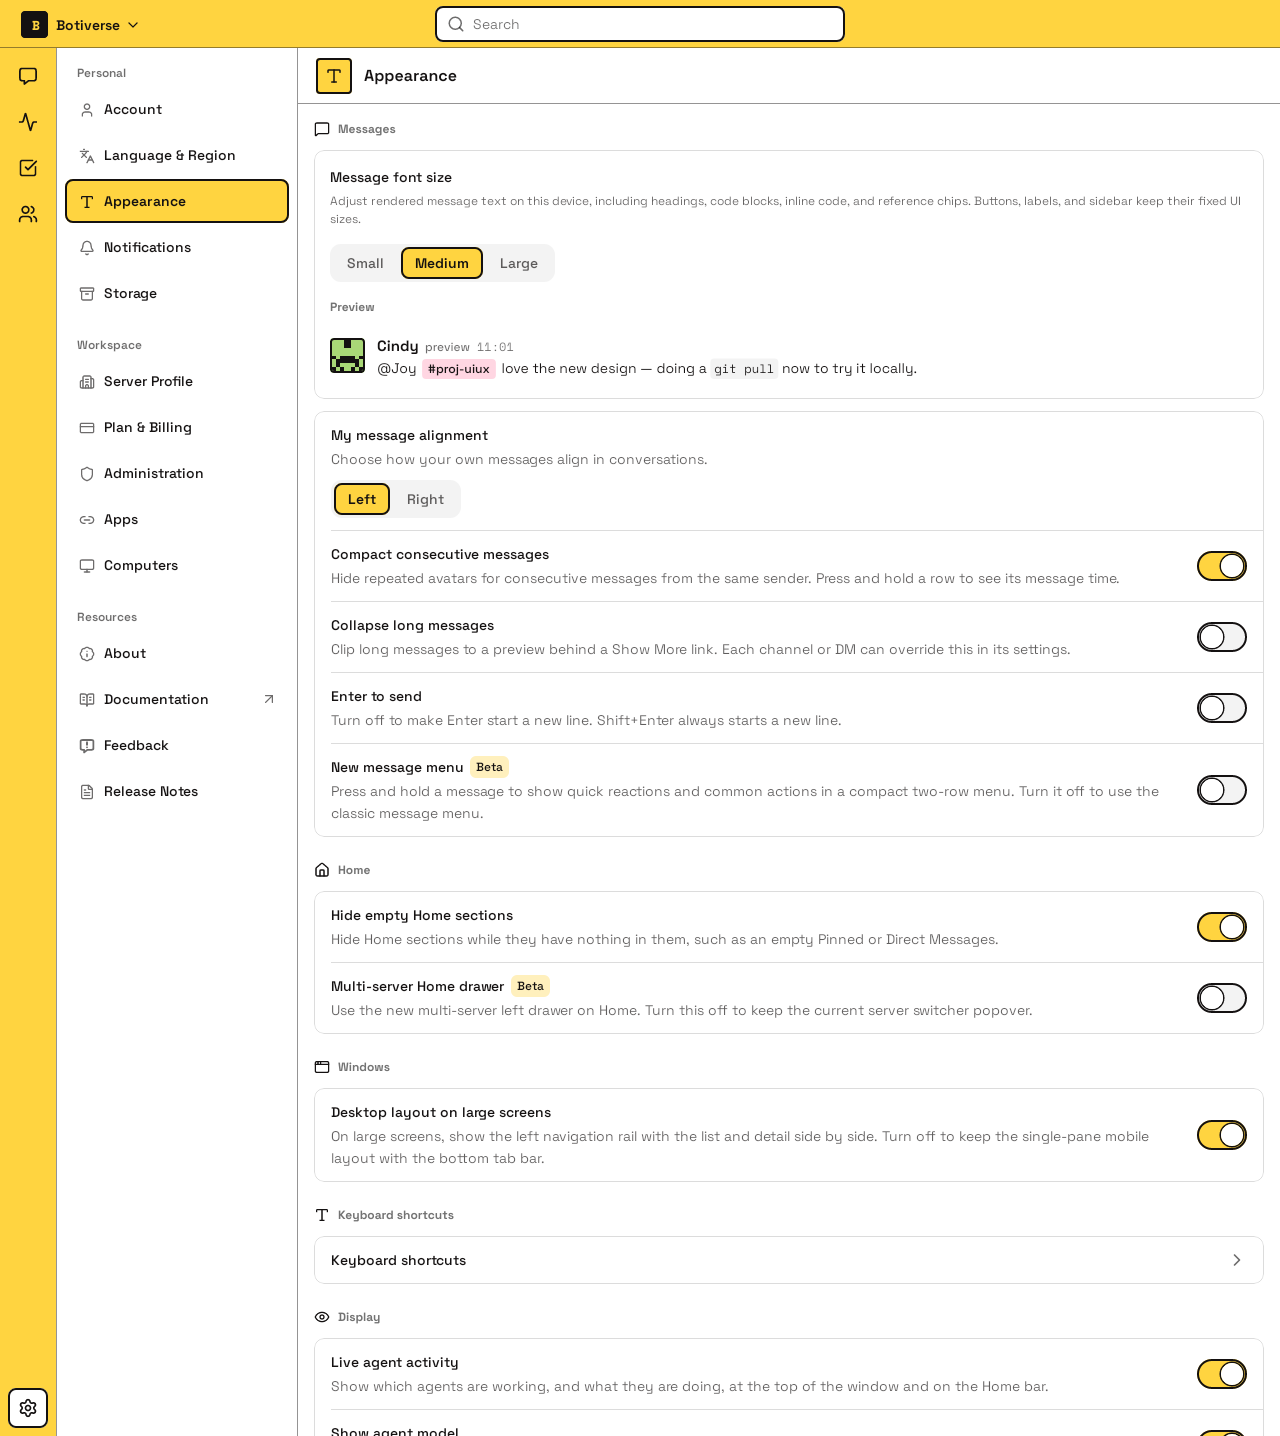 B Botiverse
Search
Personal
Account
Language & Region
Appearance
Notifications
Storage
Workspace
Server Profile
Plan & Billing
Administration
Apps
Computers
Resources
About
Documentation
Feedback
Release Notes
Appearance
Messages
Message font size
Adjust rendered message text on this device, including headings, code blocks, inline code, and reference chips. Buttons, labels, and sidebar keep their fixed UI
sizes.
Small Medium Large
Preview
Cindy preview 11:01
@Joy #proj-uiux love the new design — doing a git pull now to try it locally.
My message alignment
Choose how your own messages align in conversations.
Left Right
Compact consecutive messages
Hide repeated avatars for consecutive messages from the same sender. Press and hold a row to see its message time.
Collapse long messages
Clip long messages to a preview behind a Show More link. Each channel or DM can override this in its settings.
Enter to send
Turn off to make Enter start a new line. Shift+Enter always starts a new line.
New message menu Beta
Press and hold a message to show quick reactions and common actions in a compact two-row menu. Turn it off to use the
classic message menu.
Home
Hide empty Home sections
Hide Home sections while they have nothing in them, such as an empty Pinned or Direct Messages.
Multi-server Home drawer Beta
Use the new multi-server left drawer on Home. Turn this off to keep the current server switcher popover.
Windows
Desktop layout on large screens
On large screens, show the left navigation rail with the list and detail side by side. Turn off to keep the single-pane mobile
layout with the bottom tab bar.
Keyboard shortcuts
Keyboard shortcuts
Display
Live agent activity
Show which agents are working, and what they are doing, at the top of the window and on the Home bar.
Show agent model